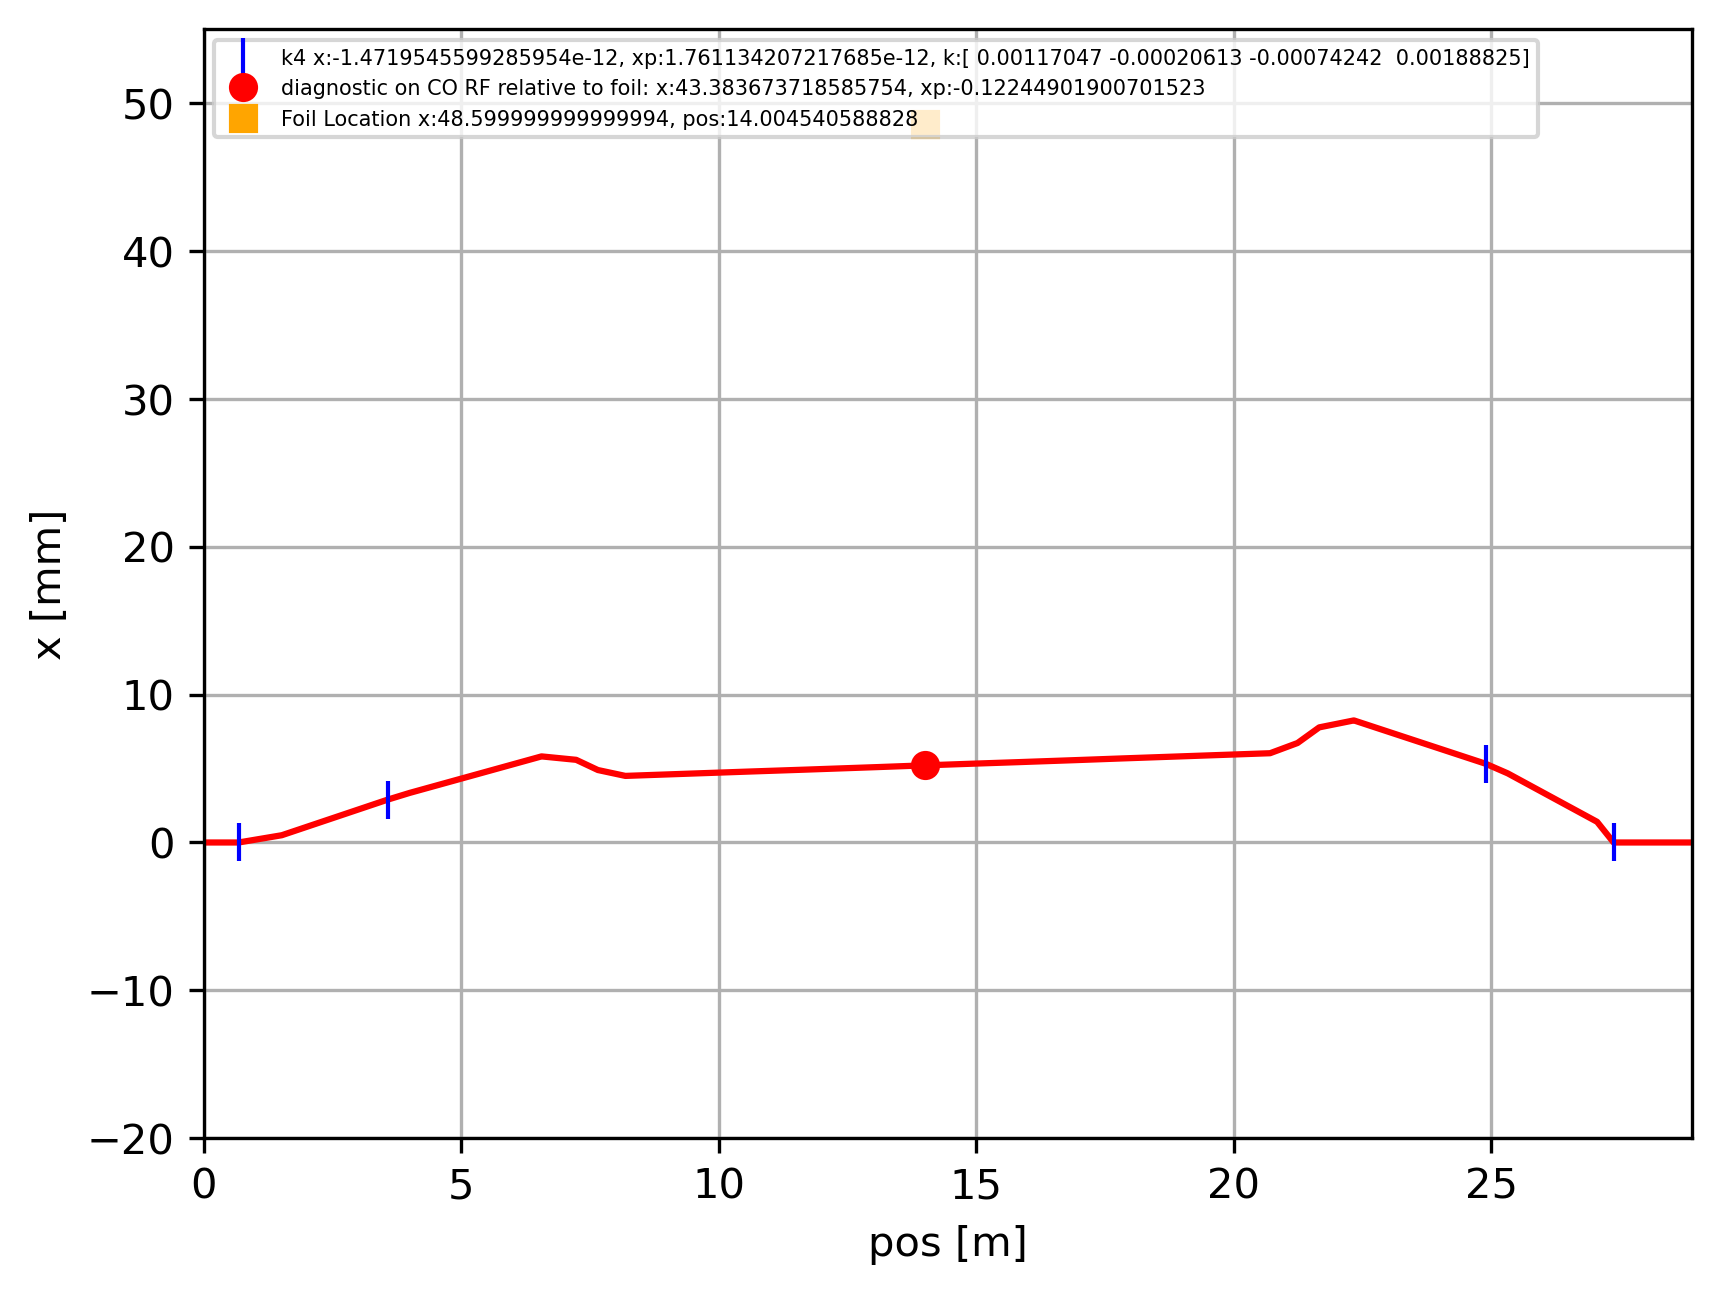 k4 x:-1.4719545599285954e-12, xp:1.761134207217685e-12, k:[ 0.00117047 -0.00020613 -0.00074242  0.00188825]
diagnostic on CO RF relative to foil: x:43.383673718585754, xp:-0.12244901900701523
Foil Location x:48.599999999999994, pos:14.004540588828
50
40
30
20
10
0
−10
−20
x [mm]
0 5 10 15 20 25
pos [m]